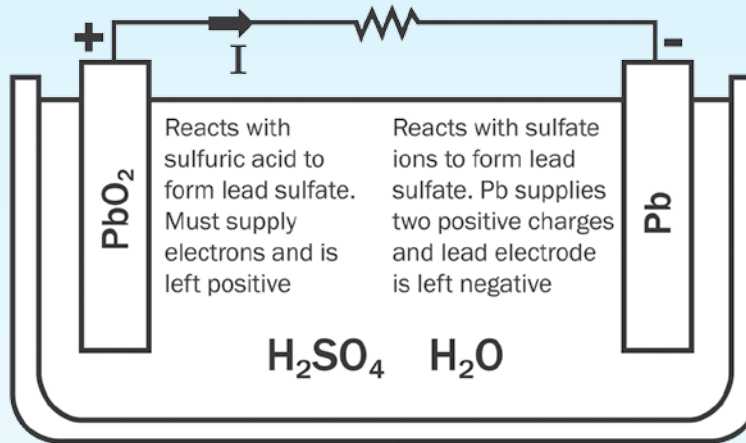 +
I
-
PbO₂
Reacts with
sulfuric acid to
form lead sulfate.
Must supply
electrons and is
left positive
Reacts with sulfate
ions to form lead
sulfate. Pb supplies
two positive charges
and lead electrode
is left negative
Pb
H₂SO₄ H₂O